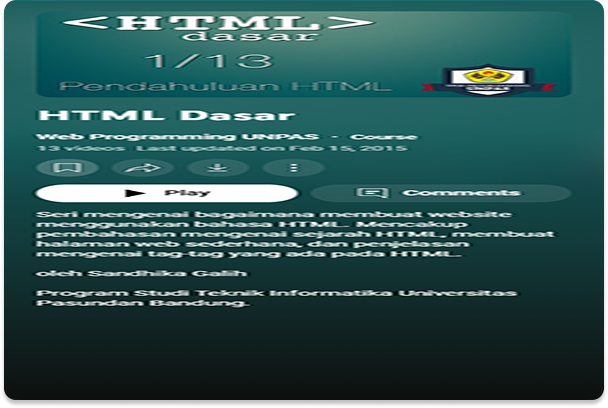 <HTML>
dasar
1/13
Pendahuluan HTML
HTML Dasar
Web Programming UNPAS · Course
13 videos Last updated on Feb 15, 2015
Play
Comments
Seri mengenai bagaimana membuat website
menggunakan bahasa HTML. Mencakup
pembahasan mengenai sejarah HTML, membuat
halaman web sederhana, dan penjelasan
mengenai tag-tag yang ada pada HTML.
oleh Sandhika Galih
Program Studi Teknik Informatika Universitas
Pasundan Bandung.